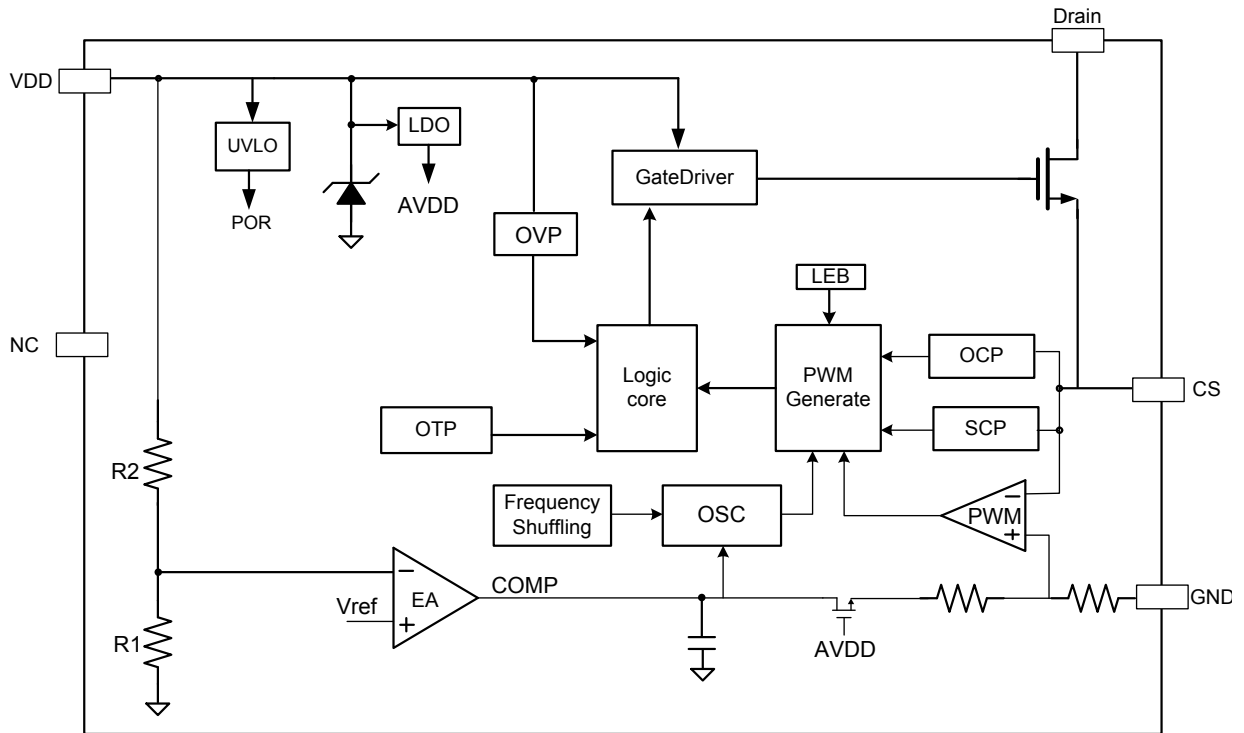 Drain
VDD
UVLO
LDO
GateDriver
POR
AVDD
OVP
LEB
NC
Logic
core
PWM
Generate
OCP
CS
OTP
SCP
R2
Frequency
Shuffling
OSC
−
PWM
+
−
EA
COMP
Vref
+
GND
R1
AVDD